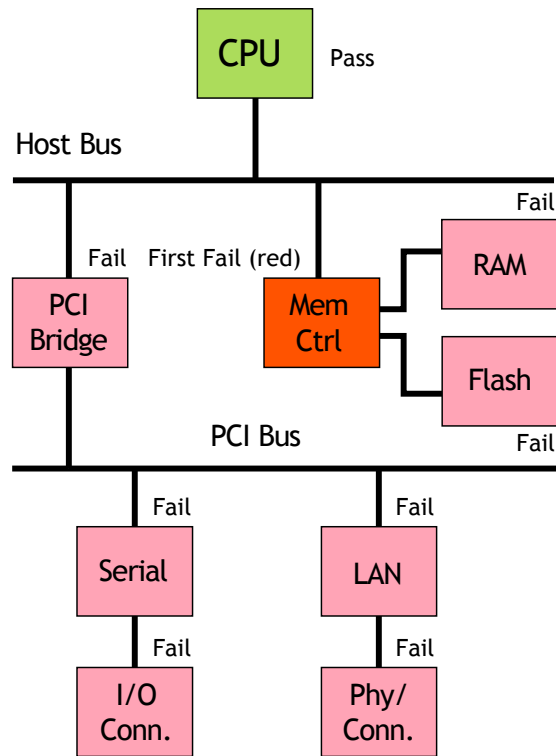 CPU
Pass
Host Bus
Fail
Fail
First Fail (red)
RAM
PCI
Bridge
Mem
Ctrl
Flash
PCI Bus
Fail
Fail
Fail
Serial
LAN
Fail
Fail
I/O
Conn.
Phy/
Conn.